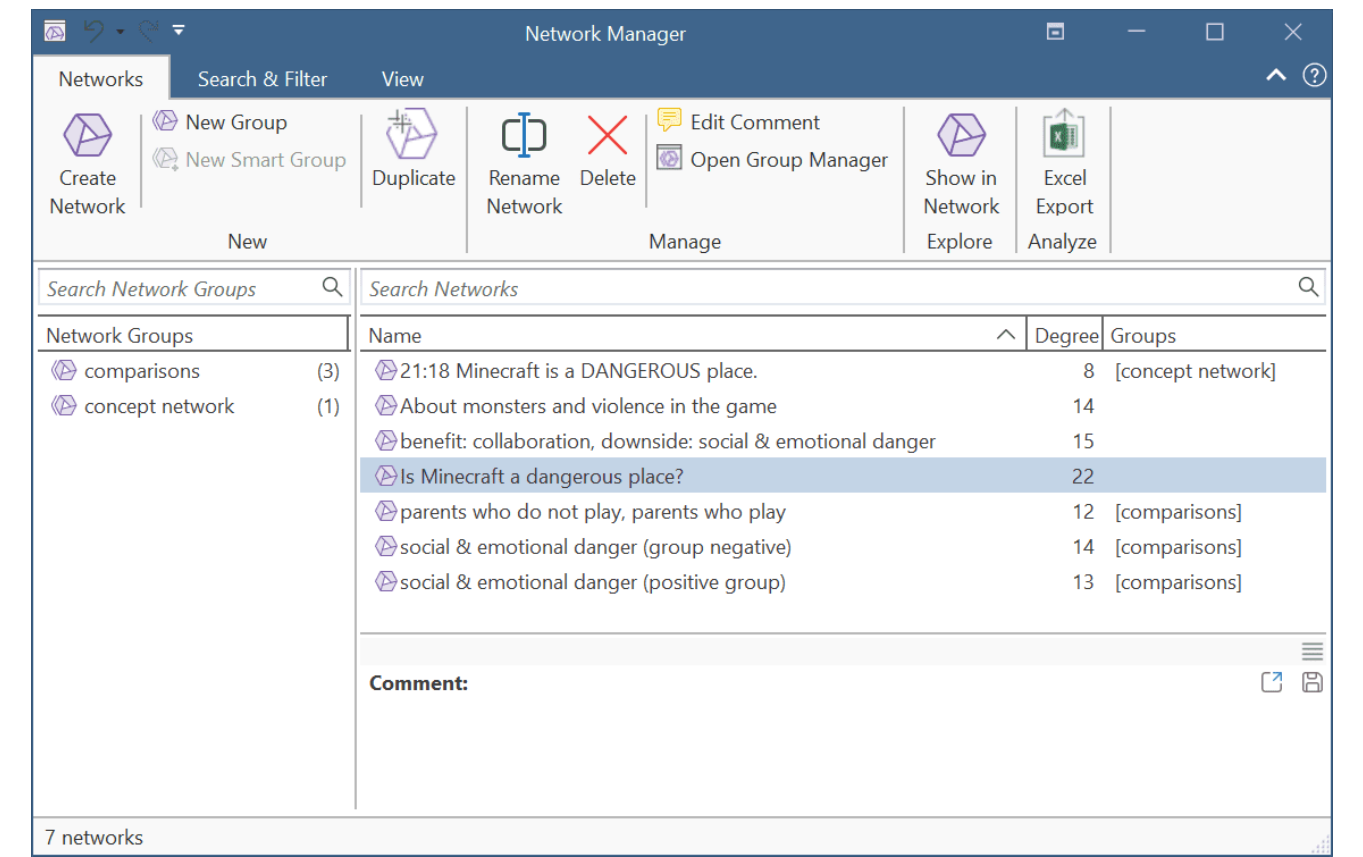 Network Manager
Networks Search & Filter View
Create Network
New Group
New Smart Group
Duplicate
Rename Network
Delete
Edit Comment
Open Group Manager
Show in Network
Excel Export
New Manage Explore Analyze
Search Network Groups
Search Networks
Network Groups
comparisons (3)
concept network (1)
Name Degree Groups
21:18 Minecraft is a DANGEROUS place. 8 [concept network]
About monsters and violence in the game 14
benefit: collaboration, downside: social & emotional danger 15
Is Minecraft a dangerous place? 22
parents who do not play, parents who play 12 [comparisons]
social & emotional danger (group negative) 14 [comparisons]
social & emotional danger (positive group) 13 [comparisons]
Comment:
7 networks